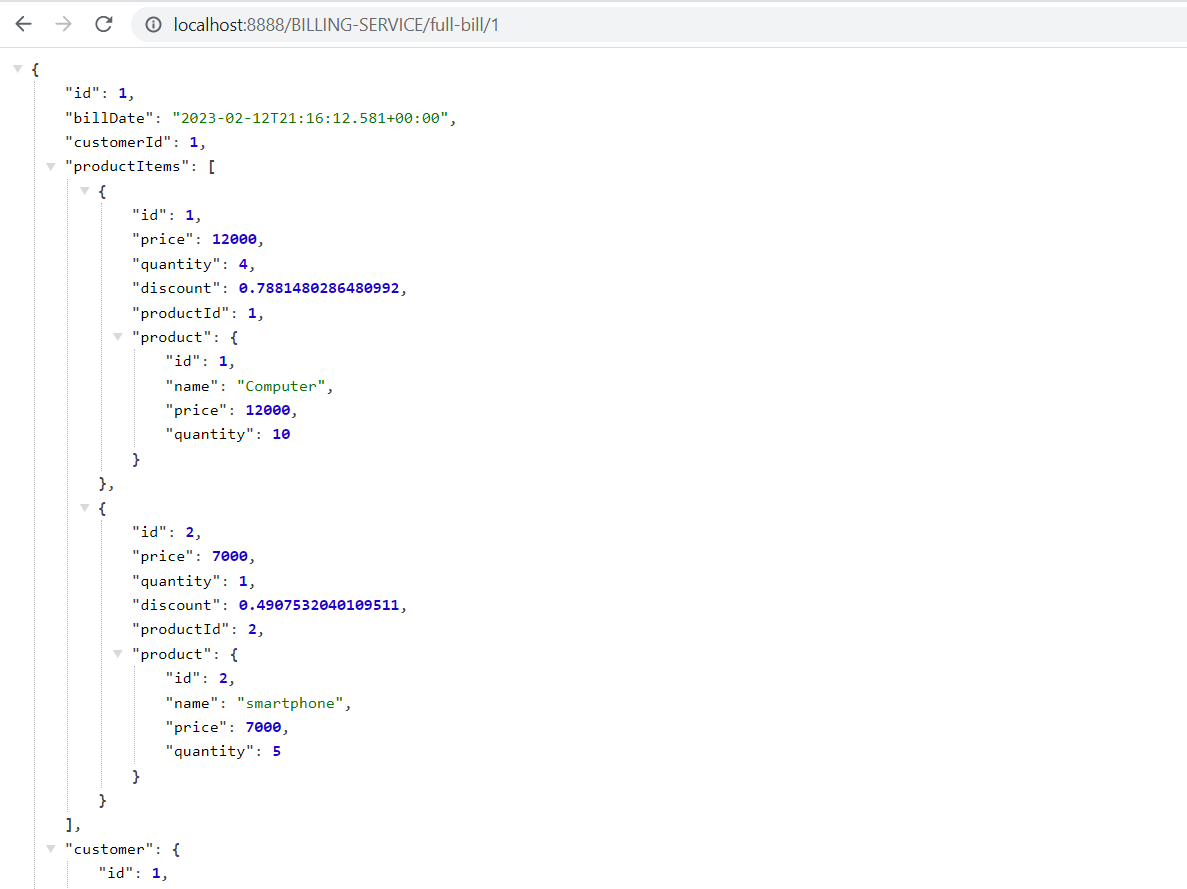 localhost:8888/BILLING-SERVICE/full-bill/1
{
"id": 1,
"billDate": "2023-02-12T21:16:12.581+00:00",
"customerId": 1,
"productItems": [
{
"id": 1,
"price": 12000,
"quantity": 4,
"discount": 0.7881480286480992,
"productId": 1,
"product": {
"id": 1,
"name": "Computer",
"price": 12000,
"quantity": 10
}
},
{
"id": 2,
"price": 7000,
"quantity": 1,
"discount": 0.4907532040109511,
"productId": 2,
"product": {
"id": 2,
"name": "smartphone",
"price": 7000,
"quantity": 5
}
}
],
"customer": {
"id": 1,